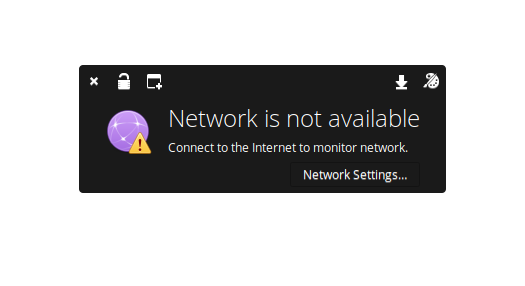 Network is not available
Connect to the Internet to monitor network.
Network Settings...